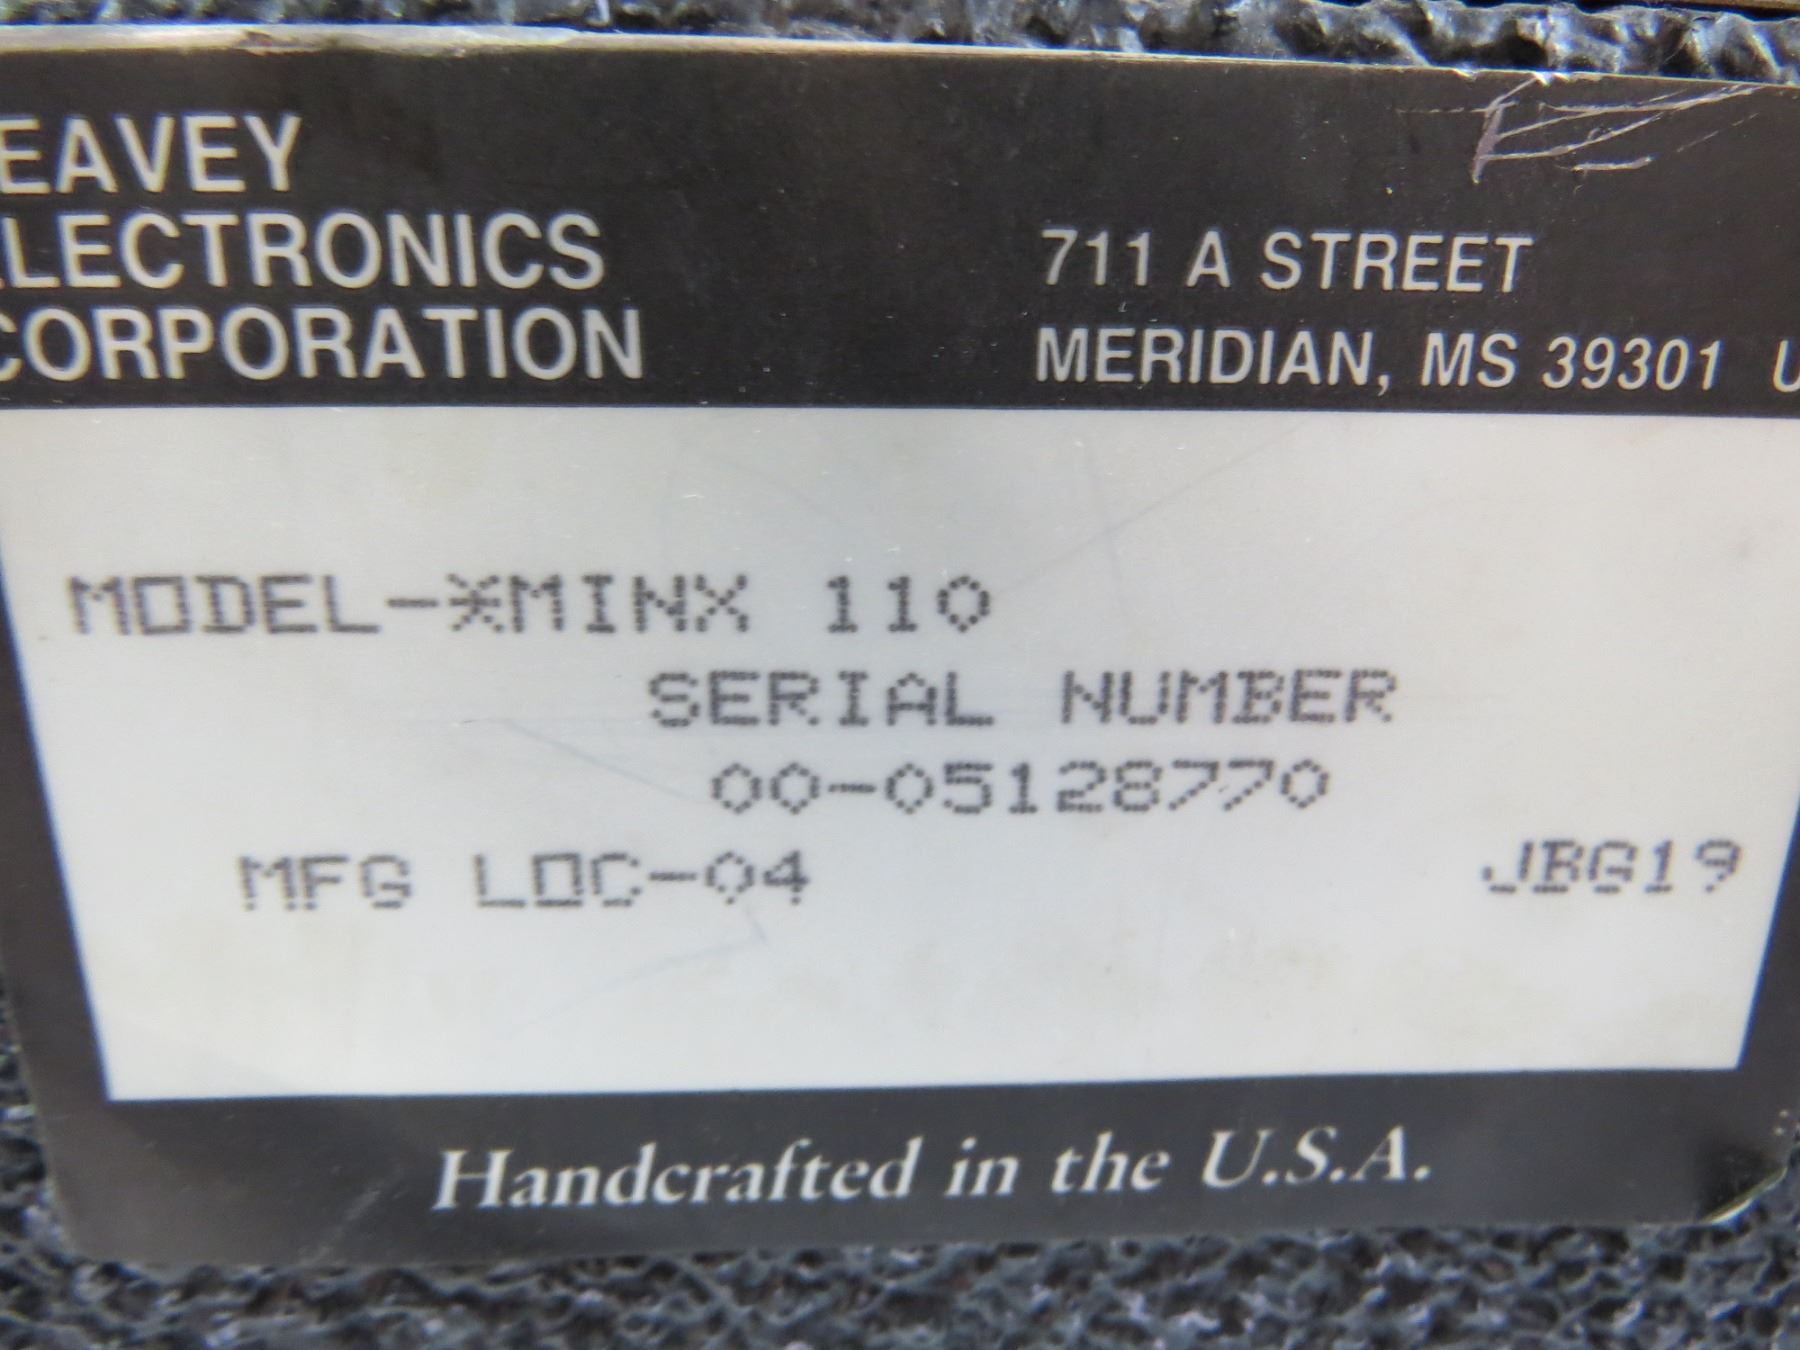 EAVEY
LECTRONICS
CORPORATION
711 A STREET
MERIDIAN, MS 39301 U
MODEL-*MINX 110
SERIAL NUMBER
00-05128770
MFG LOC-04 JBG19
Handcrafted in the U.S.A.